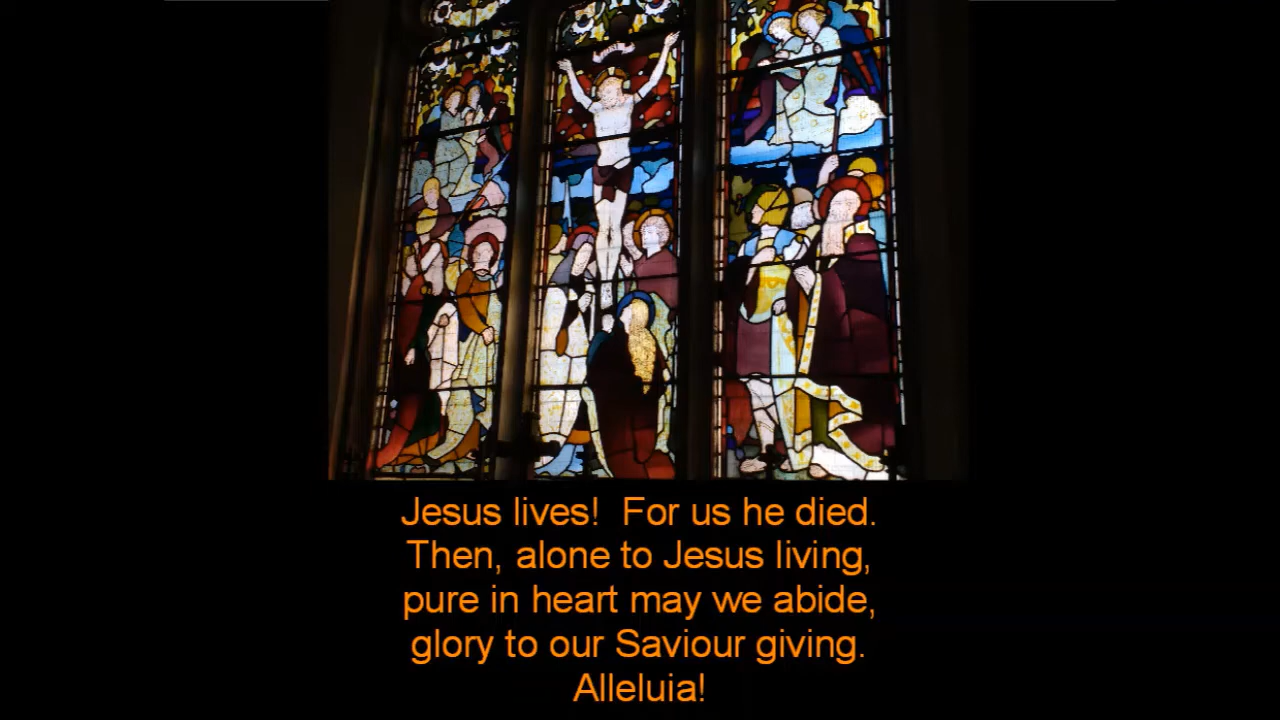 Jesus lives!  For us he died.
Then, alone to Jesus living,
pure in heart may we abide,
glory to our Saviour giving.
Alleluia!